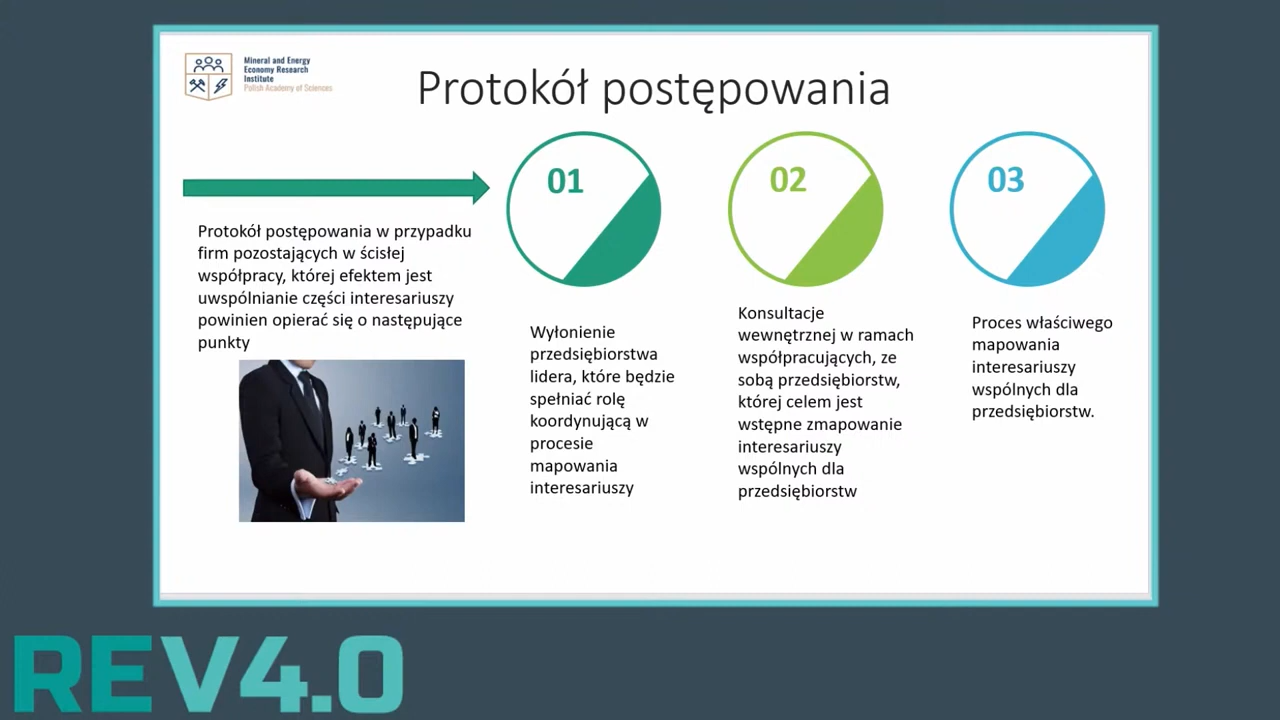 Mineral and Energy
Economy Research
Institute
Polish Academy of Sciences
Protokół postępowania
Protokół postępowania w przypadku
firm pozostających w ścisłej
współpracy, której efektem jest
uwspólnianie części interesariuszy
powinien opierać się o następujące
punkty
01
Wyłonienie
przedsiębiorstwa
lidera, które będzie
spełniać rolę
koordynującą w
procesie
mapowania
interesariuszy
02
Konsultacje
wewnętrznej w ramach
współpracujących, ze
sobą przedsiębiorstw,
której celem jest
wstępne zmapowanie
interesariuszy
wspólnych dla
przedsiębiorstw
03
Proces właściwego
mapowania
interesariuszy
wspólnych dla
przedsiębiorstw.
REV4.0